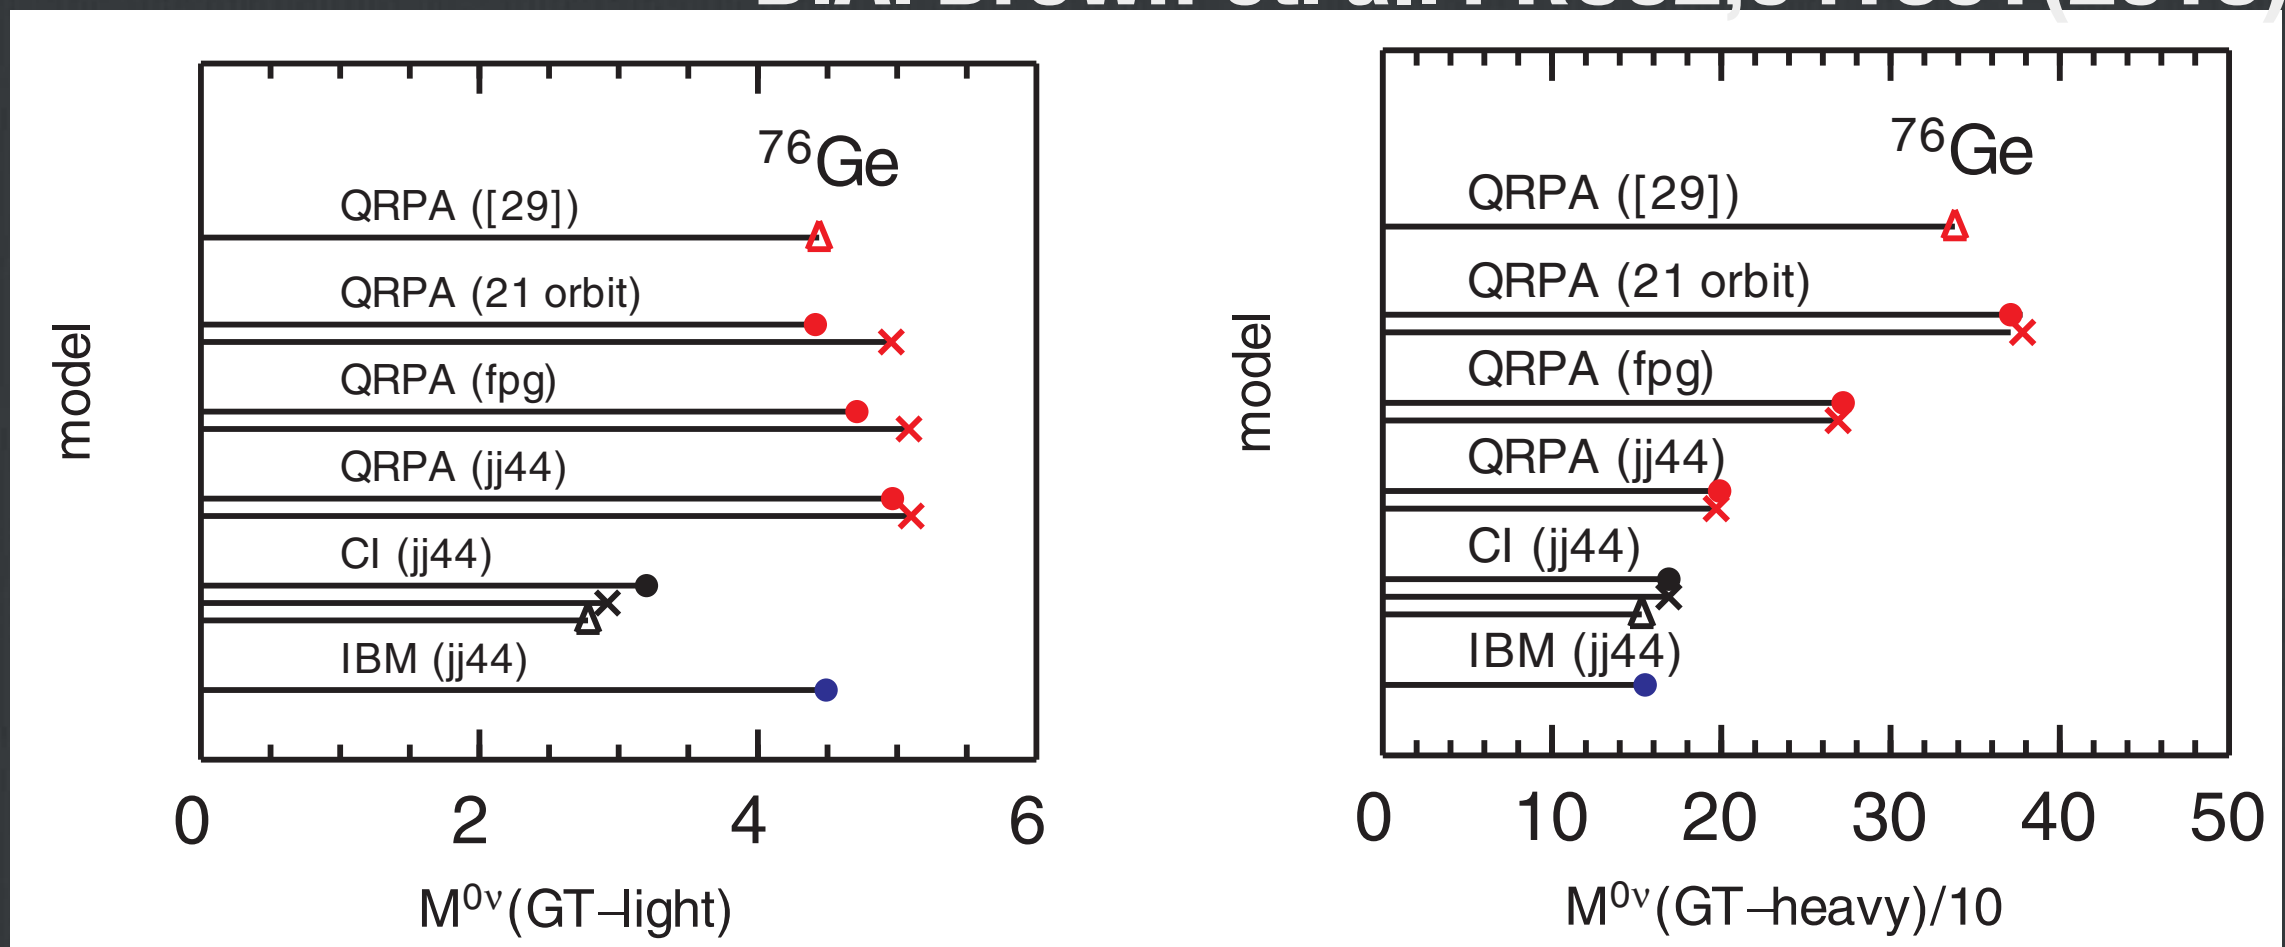 ⁷⁶Ge
QRPA ([29])
QRPA (21 orbit)
QRPA (fpg)
QRPA (jj44)
CI (jj44)
IBM (jj44)
model
0 2 4 6
M⁰ᵛ(GT–light)
⁷⁶Ge
QRPA ([29])
QRPA (21 orbit)
QRPA (fpg)
QRPA (jj44)
CI (jj44)
IBM (jj44)
model
0 10 20 30 40 50
M⁰ᵛ(GT–heavy)/10